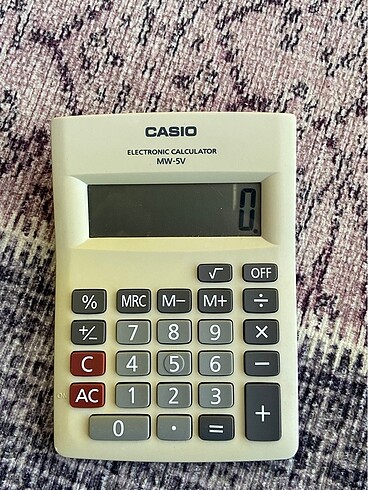 CASIO
ELECTRONIC CALCULATOR
MW-5V
0.
√ OFF
% MRC M− M+ ÷
+/− 7 8 9 ×
C 4 5 6 −
ON AC 1 2 3 +
0 · =